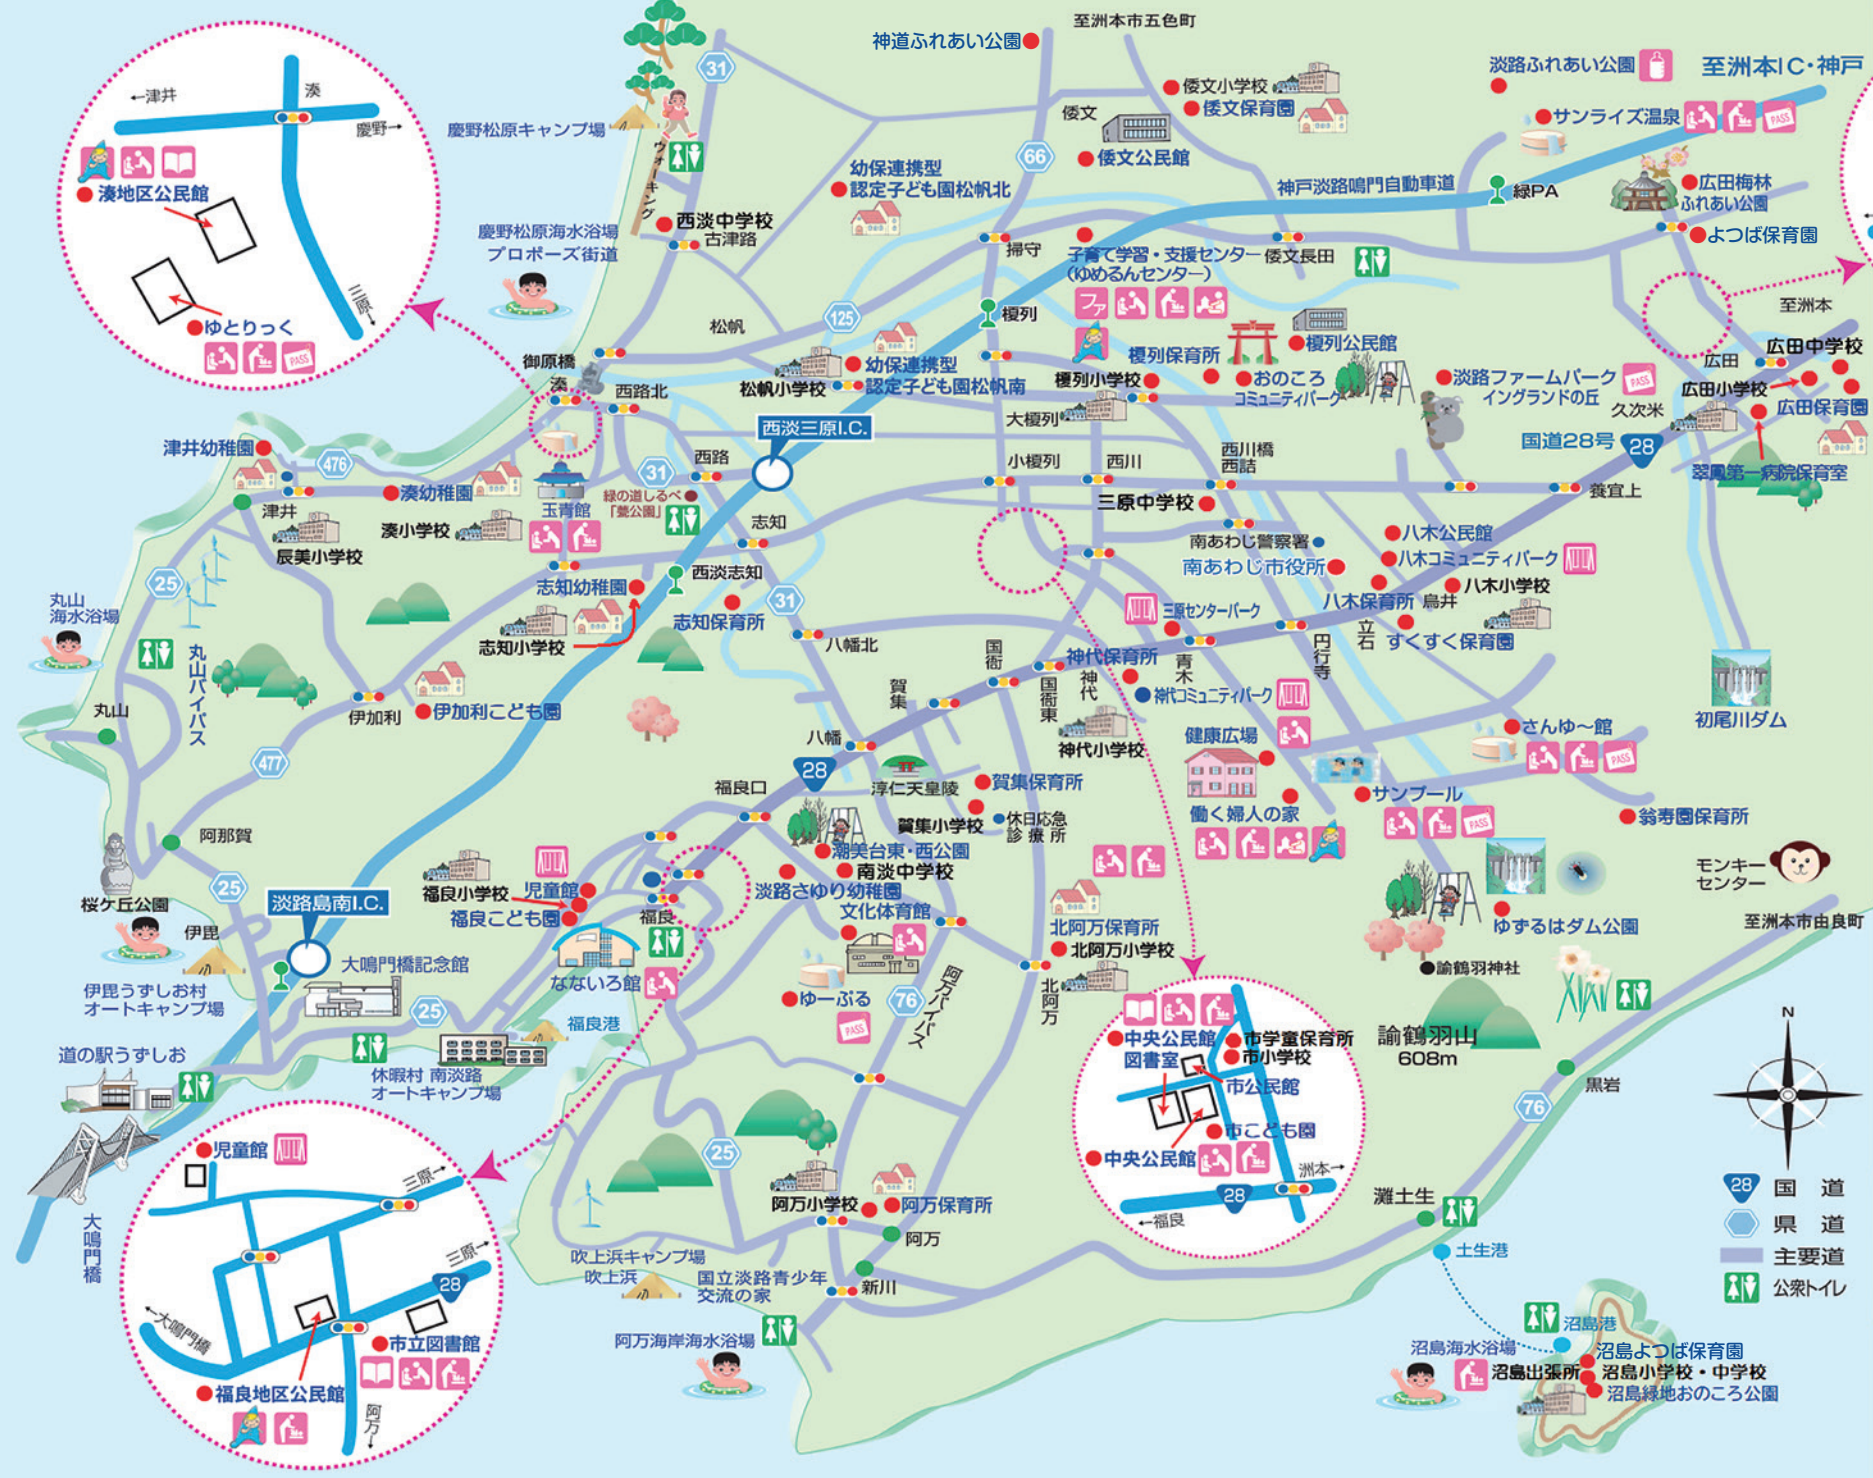 至洲本市五色町
神道ふれあい公園
31
淡路ふれあい公園
至洲本IC・神戸
倭文小学校
倭文保育園
倭文
倭文公民館
サンライズ温泉
PASS
慶野松原キャンプ場
ウォーキング
66
幼保連携型
認定子ども園松帆北
神戸淡路鳴門自動車道
緑PA
広田梅林
ふれあい公園
よつば保育園
←津井
湊
慶野→
湊地区公民館
ゆとりっく
PASS
三原→
慶野松原海水浴場
プロポーズ街道
西淡中学校
古津路
掃守
子育て学習・支援センター
(ゆめるんセンター)
ファ
倭文長田
榎列
125
松帆
幼保連携型
認定子ども園松帆南
松帆小学校
榎列保育所
榎列公民館
榎列小学校
おのころ
コミュニティパーク
大榎列
淡路ファームパーク
イングランドの丘
PASS
久次米
至洲本
広田
広田中学校
広田小学校
広田保育園
翠鳳第一病院保育室
国道28号
28
養宜上
御原橋
湊
西路北
西淡三原I.C.
西路
31
緑の道しるべ
「甍公園」
小榎列
西川
西川橋
西詰
三原中学校
津井幼稚園
476
津井
湊幼稚園
湊小学校
辰美小学校
玉青館
志知
西淡志知
志知幼稚園
志知小学校
志知保育所
31
八幡北
南あわじ警察署
南あわじ市役所
八木公民館
八木コミュニティパーク
八木小学校
八木保育所
鳥井
立石
すくすく保育園
三原センターパーク
円行寺
青木
神代保育所
神代コミュニティパーク
神代
国衙
国衙東
神代小学校
賀集
八幡
28
福良口
淳仁天皇陵
賀集保育所
賀集小学校
休日応急
診療所
健康広場
働く婦人の家
サンプール
PASS
さんゆ〜館
PASS
初尾川ダム
翁寿園保育所
モンキー
センター
至洲本市由良町
ゆずるはダム公園
諭鶴羽神社
諭鶴羽山
608m
黒岩
76
灘土生
土生港
25
丸山
海水浴場
丸山バイパス
丸山
伊加利
伊加利こども園
477
阿那賀
25
桜ケ丘公園
伊毘
淡路島南I.C.
伊毘うずしお村
オートキャンプ場
大鳴門橋記念館
25
道の駅うずしお
休暇村 南淡路
オートキャンプ場
福良港
大鳴門橋
福良小学校
児童館
福良こども園
福良
なないろ館
潮美台東・西公園
南淡中学校
淡路さゆり幼稚園
文化体育館
ゆーぷる
PASS
76
阿万バイパス
北阿万保育所
北阿万小学校
北阿万
中央公民館
図書室
市学童保育所
市小学校
市公民館
市こども園
中央公民館
洲本→
28
←福良
児童館
三原→
三原→
28
←大鳴門橋
市立図書館
福良地区公民館
阿万→
25
阿万小学校
阿万保育所
阿万
吹上浜キャンプ場
吹上浜
国立淡路青少年
交流の家
新川
阿万海岸海水浴場
N
28 国道
県道
主要道
公衆トイレ
沼島港
沼島海水浴場
沼島よつば保育園
沼島出張所
沼島小学校・中学校
沼島緑地おのころ公園